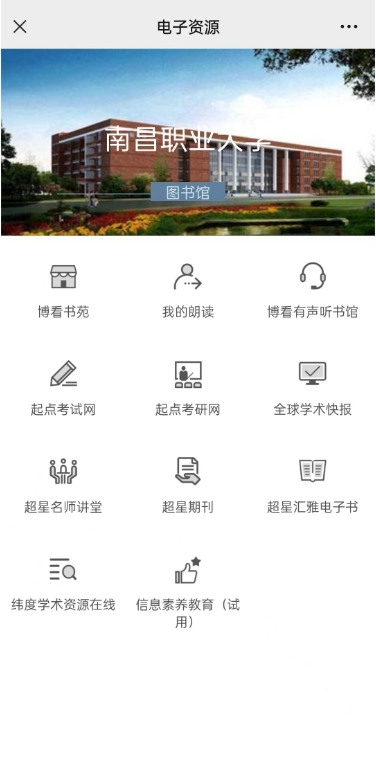 电子资源
南昌职业大学
图书馆
博看书苑
我的朗读
博看有声听书馆
起点考试网
起点考研网
全球学术快报
超星名师讲堂
超星期刊
超星汇雅电子书
纬度学术资源在线
信息素养教育（试
用）